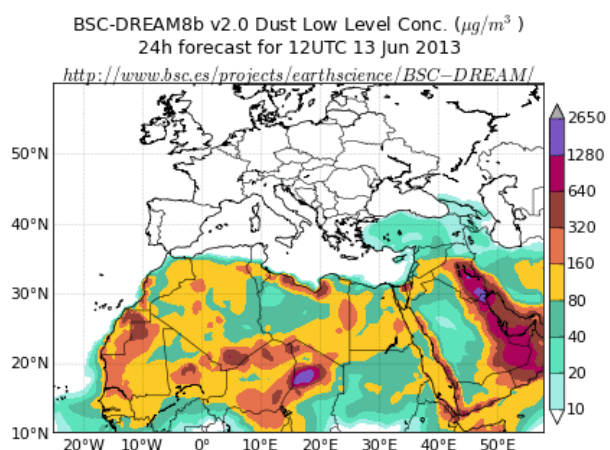 BSC-DREAM8b v2.0 Dust Low Level Conc. (μg/m³ )
24h forecast for 12UTC 13 Jun 2013
http://www.bsc.es/projects/earthscience/BSC−DREAM/
50°N
40°N
30°N
20°N
10°N
20°W
10°W
0°
10°E
20°E
30°E
40°E
50°E
2650
1280
640
320
160
80
40
20
10